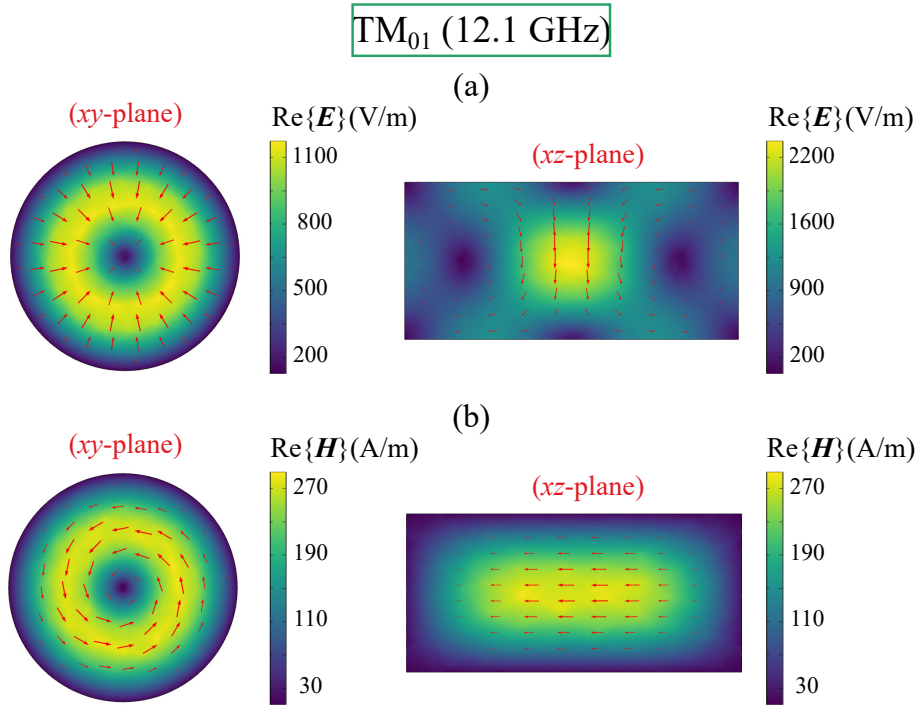 TM01 (12.1 GHz)
(a)
(xy-plane)
Re{E}(V/m)
1100
800
500
200
(xz-plane)
Re{E}(V/m)
2200
1600
900
200
(b)
(xy-plane)
Re{H}(A/m)
270
190
110
30
(xz-plane)
Re{H}(A/m)
270
190
110
30